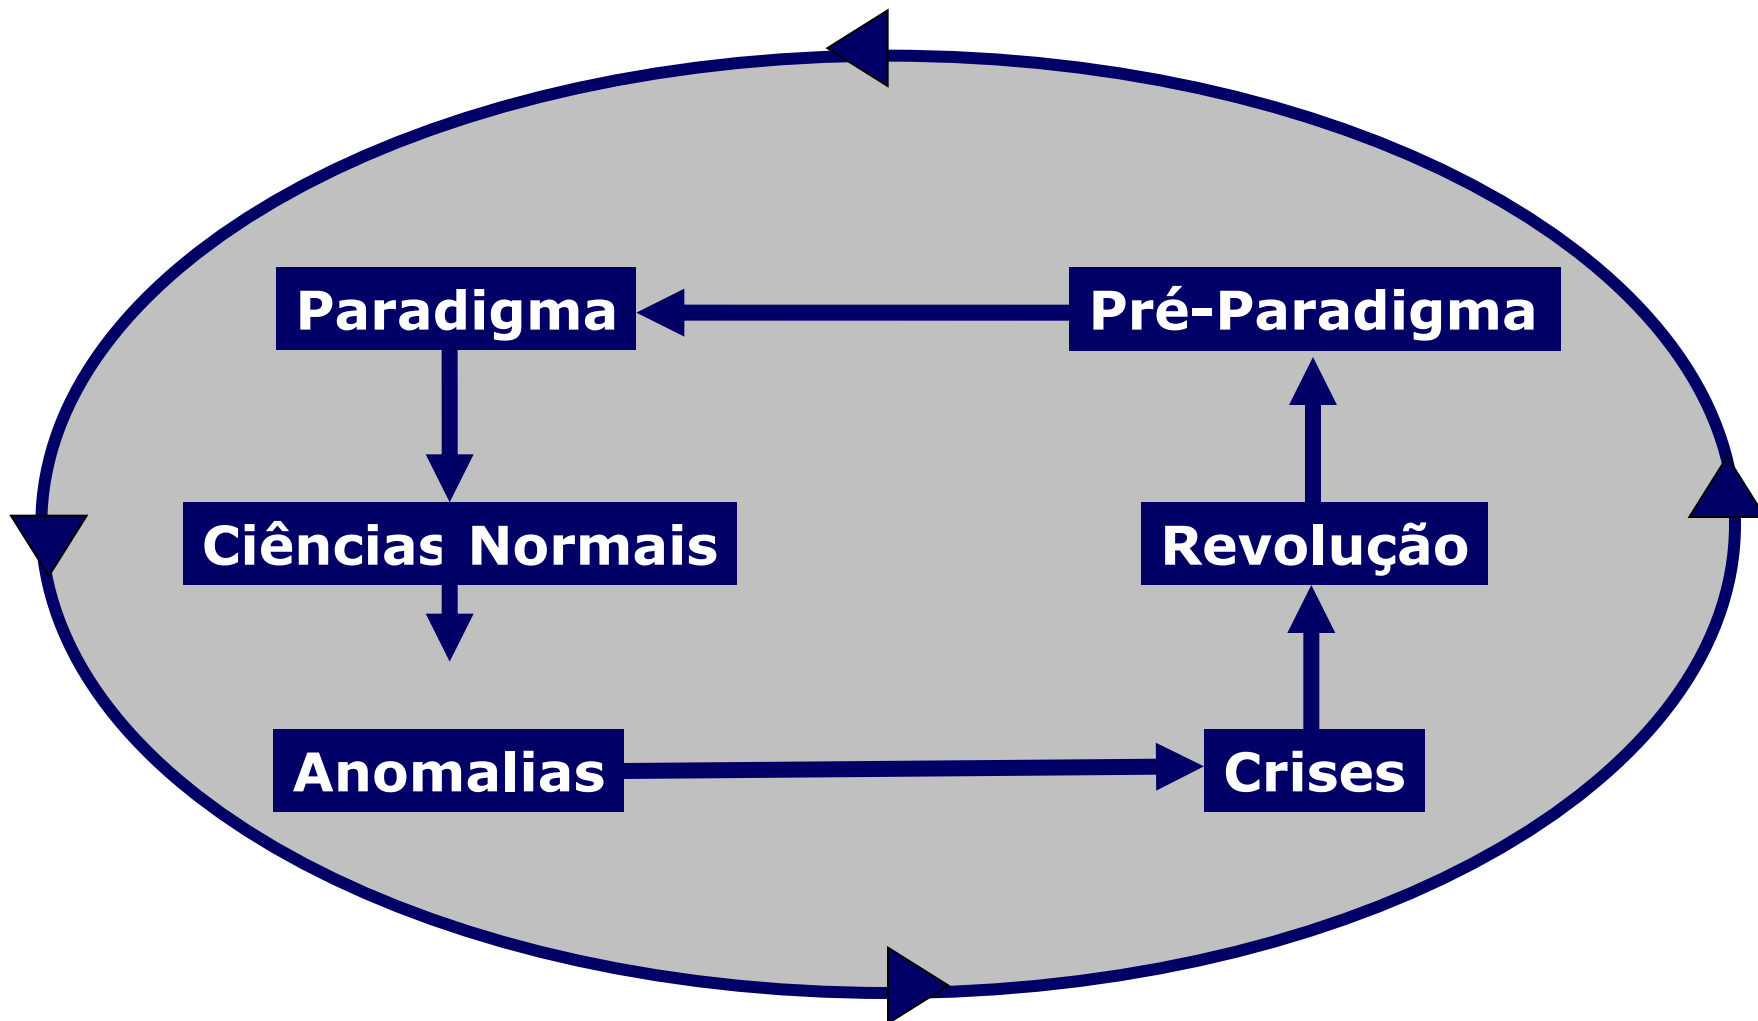 Paradigma
Pré-Paradigma
Ciências Normais
Revolução
Anomalias
Crises